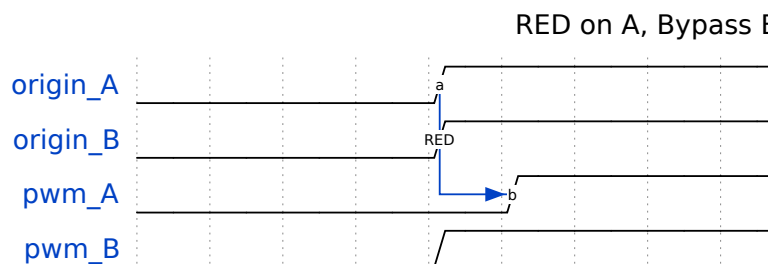 RED on A, Bypass
origin_A
a
origin_B
RED
pwm_A
b
pwm_B